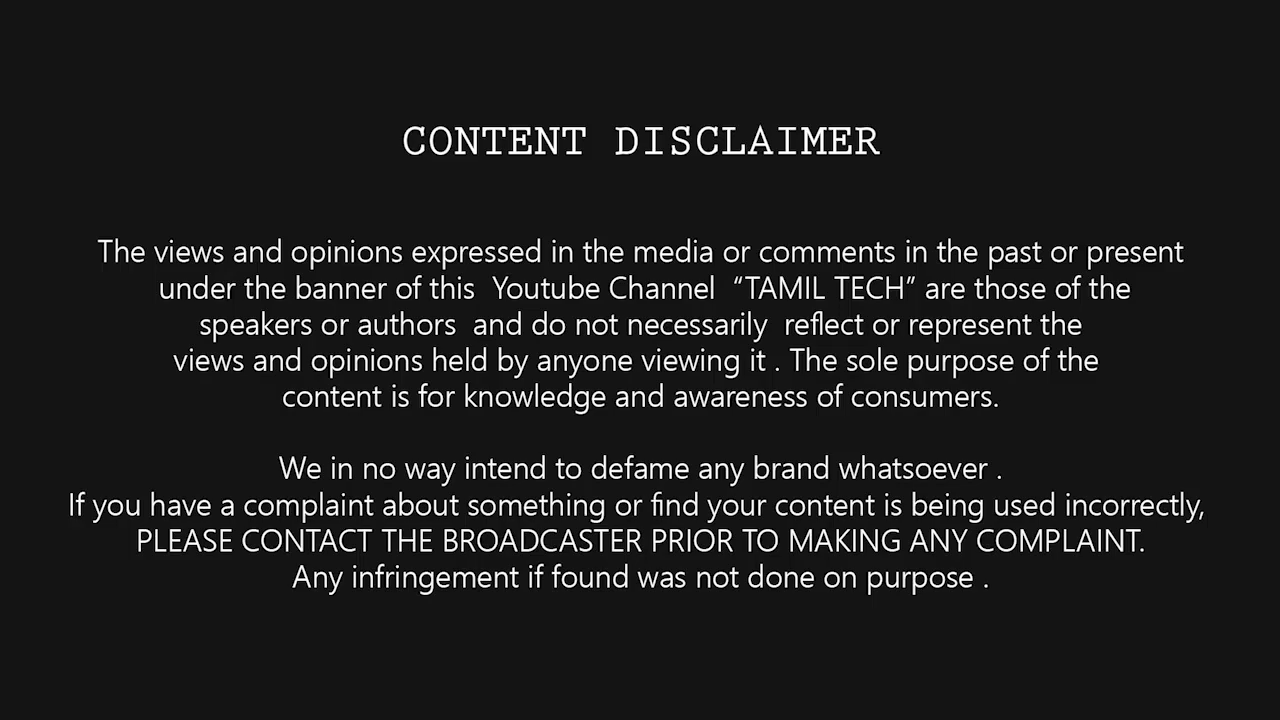 CONTENT DISCLAIMER
The views and opinions expressed in the media or comments in the past or present
under the banner of this  Youtube Channel  “TAMIL TECH” are those of the
speakers or authors  and do not necessarily  reflect or represent the
views and opinions held by anyone viewing it . The sole purpose of the
content is for knowledge and awareness of consumers.
We in no way intend to defame any brand whatsoever .
If you have a complaint about something or find your content is being used incorrectly,
PLEASE CONTACT THE BROADCASTER PRIOR TO MAKING ANY COMPLAINT.
Any infringement if found was not done on purpose .